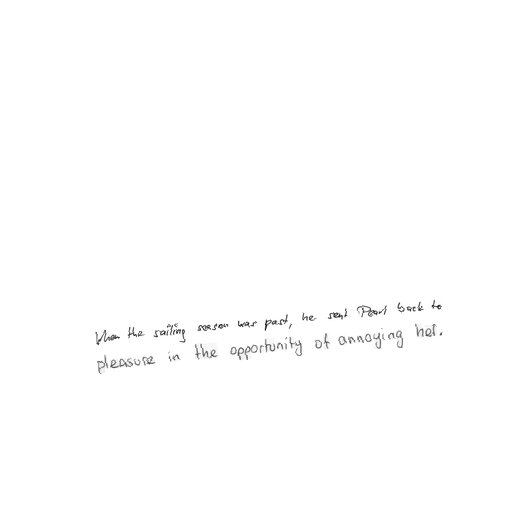 When the sailing season was past, he sent Pearl back to
pleasure in the opportunity of annoying her.